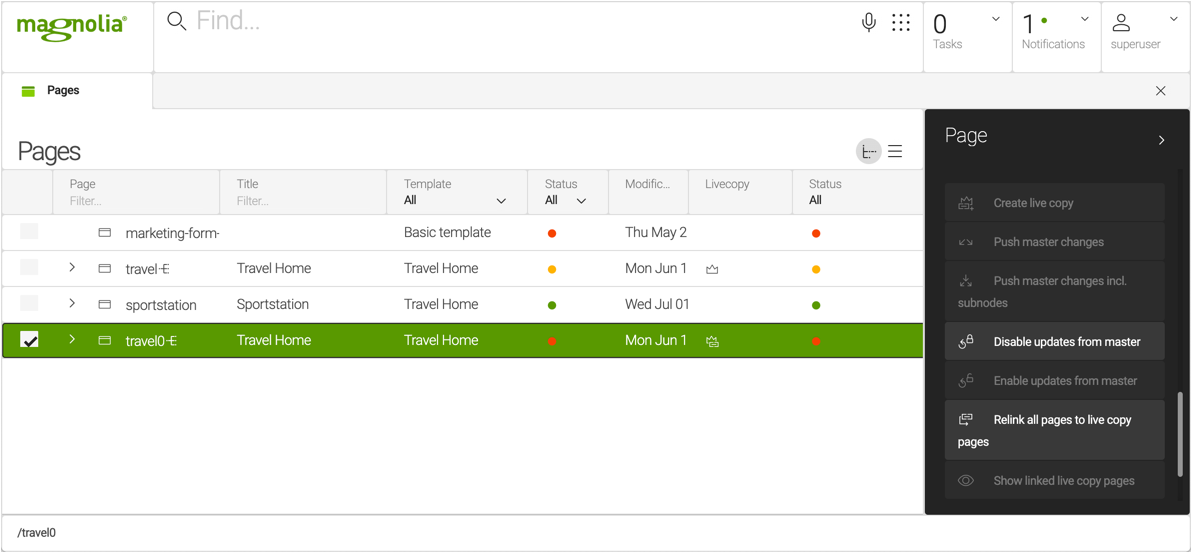 magnolia®
Find...
0
Tasks
1
Notifications
superuser
Pages
Pages
Page
Filter...
Title
Filter...
Template
All
Status
All
Modific...
Livecopy
Status
All
marketing-form- Basic template Thu May 2
travel Travel Home Travel Home Mon Jun 1
sportstation Sportstation Travel Home Wed Jul 01
travel0 Travel Home Travel Home Mon Jun 1
Page
Create live copy
Push master changes
Push master changes incl.
subnodes
Disable updates from master
Enable updates from master
Relink all pages to live copy
pages
Show linked live copy pages
/travel0